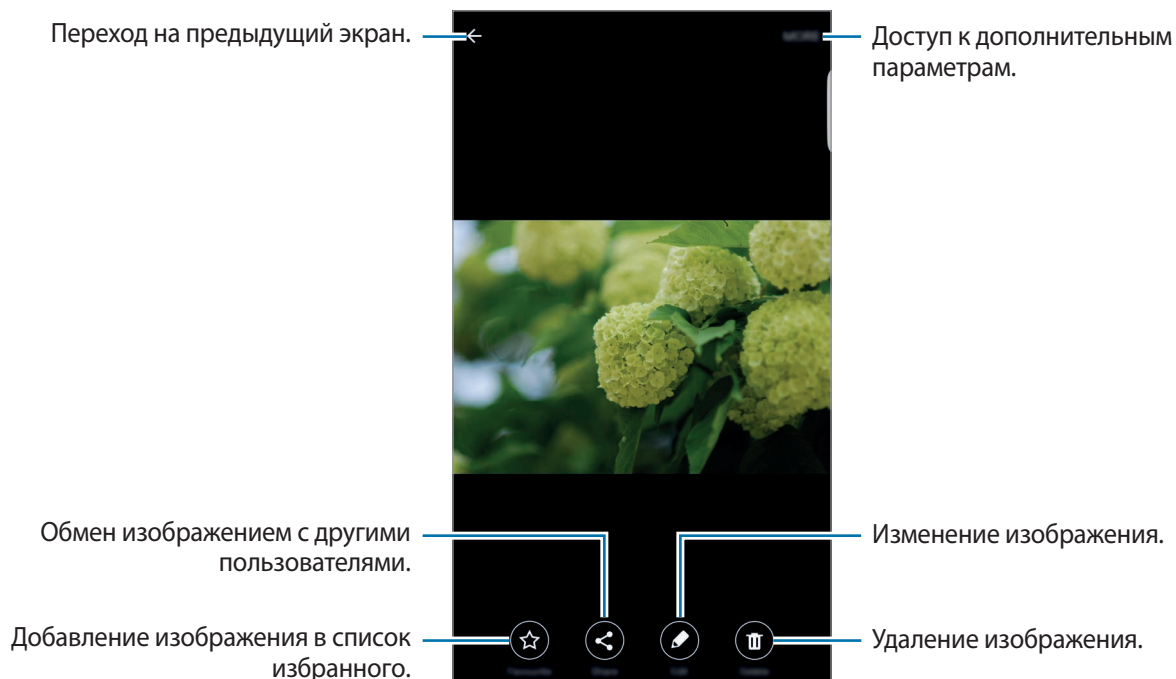 Переход на предыдущий экран.
Доступ к дополнительным
параметрам.
Обмен изображением с другими
пользователями.
Изменение изображения.
Добавление изображения в список
избранного.
Удаление изображения.